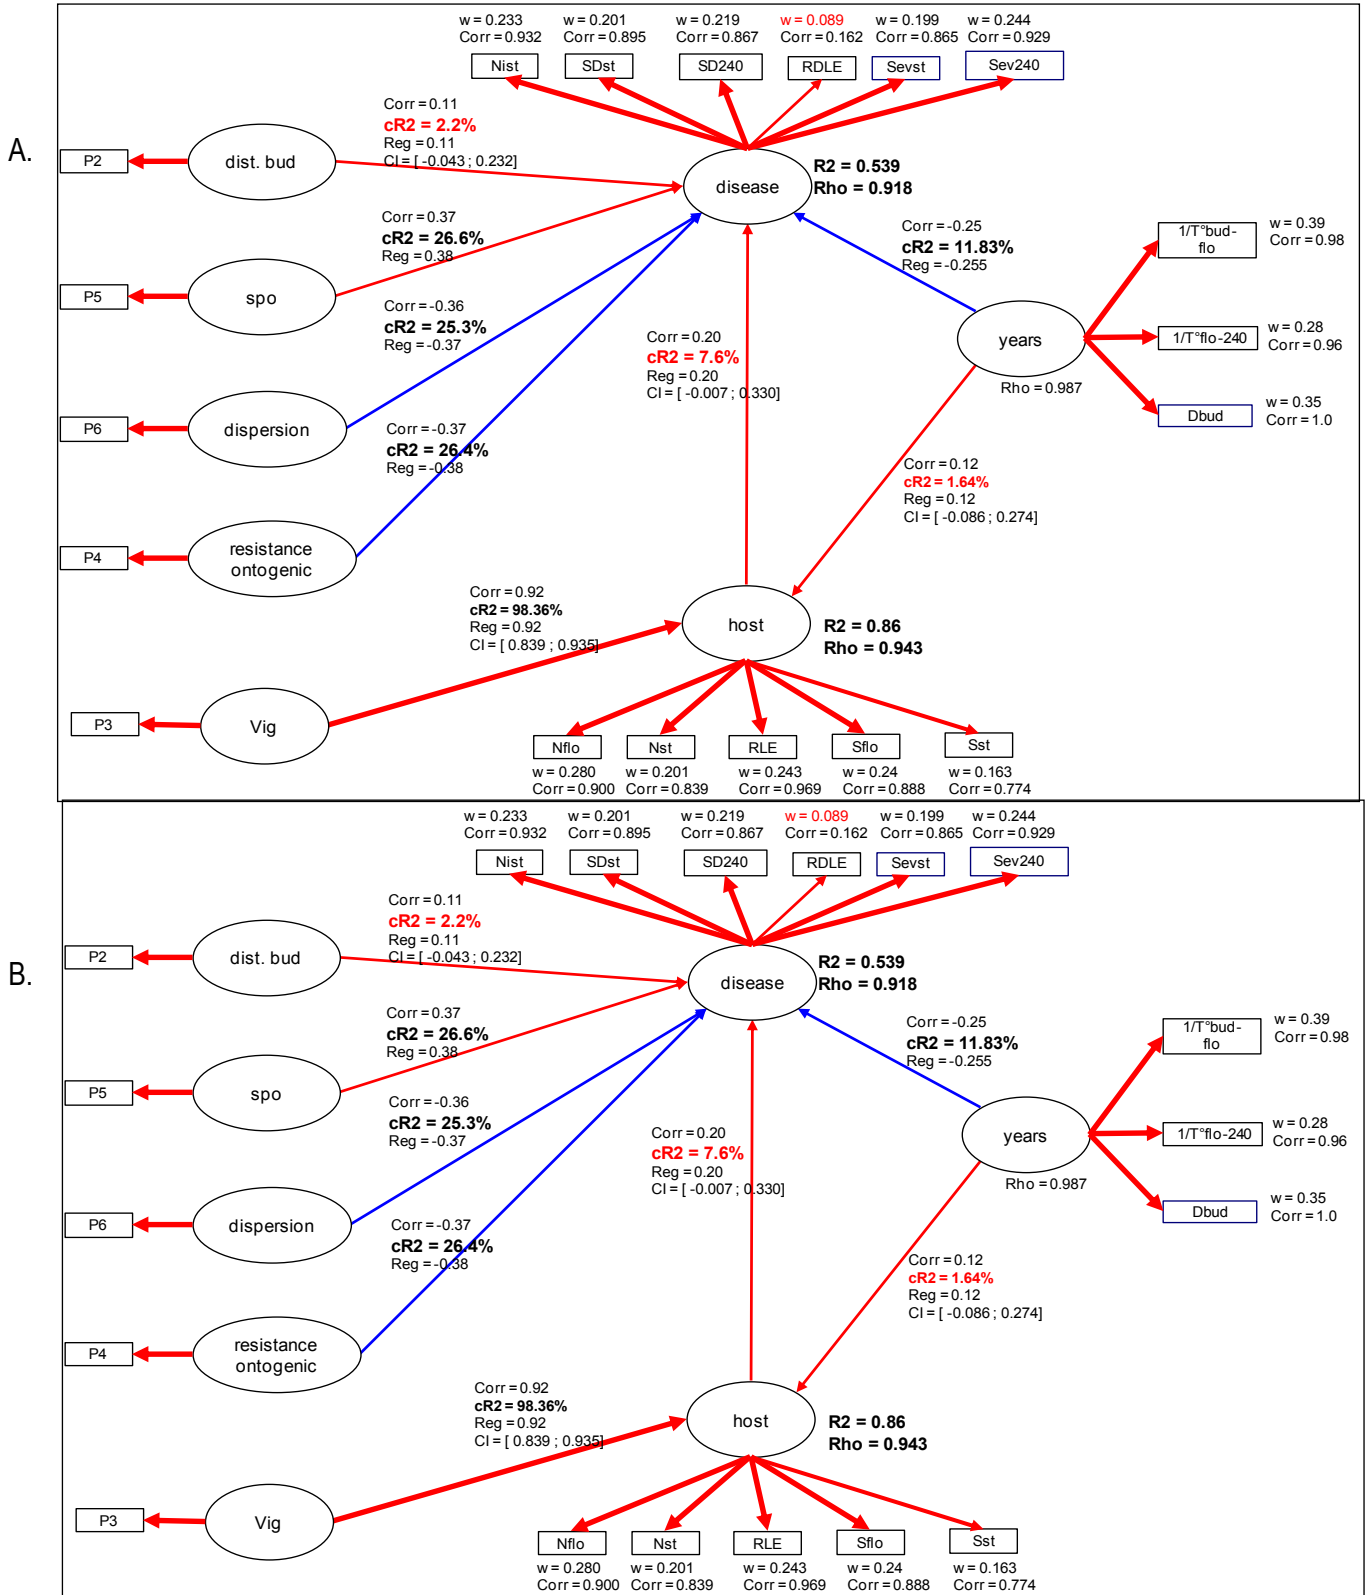 A.
w = 0.233
Corr = 0.932
w = 0.201
Corr = 0.895
w = 0.219
Corr = 0.867
w = 0.089
Corr = 0.162
w = 0.199
Corr = 0.865
w = 0.244
Corr = 0.929
Nist
SDst
SD240
RDLE
Sevst
Sev240
Corr = 0.11
cR2 = 2.2%
Reg = 0.11
CI = [ -0.043 ; 0.232]
P2
dist. bud
disease
R2 = 0.539
Rho = 0.918
Corr = 0.37
cR2 = 26.6%
Reg = 0.38
P5
spo
Corr = -0.25
cR2 = 11.83%
Reg = -0.255
1/T°bud-
flo
w = 0.39
Corr = 0.98
Corr = -0.36
cR2 = 25.3%
Reg = -0.37
Corr = 0.20
cR2 = 7.6%
Reg = 0.20
CI = [ -0.007 ; 0.330]
years
Rho = 0.987
1/T°flo-240
w = 0.28
Corr = 0.96
Dbud
w = 0.35
Corr = 1.0
P6
dispersion
Corr = -0.37
cR2 = 26.4%
Reg = -0.38
Corr = 0.12
cR2 = 1.64%
Reg = 0.12
CI = [ -0.086 ; 0.274]
P4
resistance
ontogenic
Corr = 0.92
cR2 = 98.36%
Reg = 0.92
CI = [ 0.839 ; 0.935]
host
R2 = 0.86
Rho = 0.943
P3
Vig
Nflo
Nst
RLE
Sflo
Sst
w = 0.280
Corr = 0.900
w = 0.201
Corr = 0.839
w = 0.243
Corr = 0.969
w = 0.24
Corr = 0.888
w = 0.163
Corr = 0.774
B.
w = 0.233
Corr = 0.932
w = 0.201
Corr = 0.895
w = 0.219
Corr = 0.867
w = 0.089
Corr = 0.162
w = 0.199
Corr = 0.865
w = 0.244
Corr = 0.929
Nist
SDst
SD240
RDLE
Sevst
Sev240
Corr = 0.11
cR2 = 2.2%
Reg = 0.11
CI = [ -0.043 ; 0.232]
P2
dist. bud
disease
R2 = 0.539
Rho = 0.918
Corr = 0.37
cR2 = 26.6%
Reg = 0.38
P5
spo
Corr = -0.25
cR2 = 11.83%
Reg = -0.255
1/T°bud-
flo
w = 0.39
Corr = 0.98
Corr = -0.36
cR2 = 25.3%
Reg = -0.37
Corr = 0.20
cR2 = 7.6%
Reg = 0.20
CI = [ -0.007 ; 0.330]
years
Rho = 0.987
1/T°flo-240
w = 0.28
Corr = 0.96
Dbud
w = 0.35
Corr = 1.0
P6
dispersion
Corr = -0.37
cR2 = 26.4%
Reg = -0.38
Corr = 0.12
cR2 = 1.64%
Reg = 0.12
CI = [ -0.086 ; 0.274]
P4
resistance
ontogenic
Corr = 0.92
cR2 = 98.36%
Reg = 0.92
CI = [ 0.839 ; 0.935]
host
R2 = 0.86
Rho = 0.943
P3
Vig
Nflo
Nst
RLE
Sflo
Sst
w = 0.280
Corr = 0.900
w = 0.201
Corr = 0.839
w = 0.243
Corr = 0.969
w = 0.24
Corr = 0.888
w = 0.163
Corr = 0.774